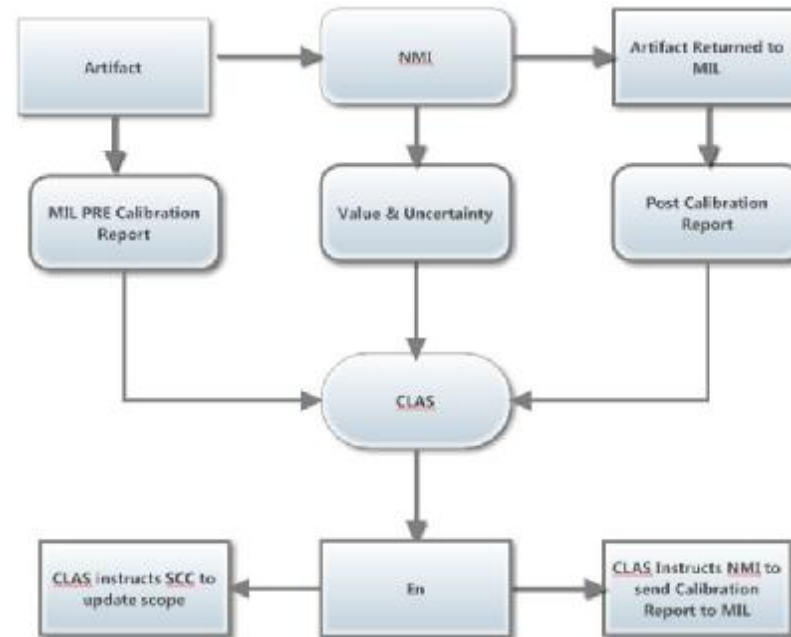 Artifact
NMI
Artifact Returned to
MIL
MIL PRE Calibration
Report
Value & Uncertainty
Post Calibration
Report
CLAS
CLAS instructs SCC to
update scope
En
CLAS Instructs NMI to
send Calibration
Report to MIL